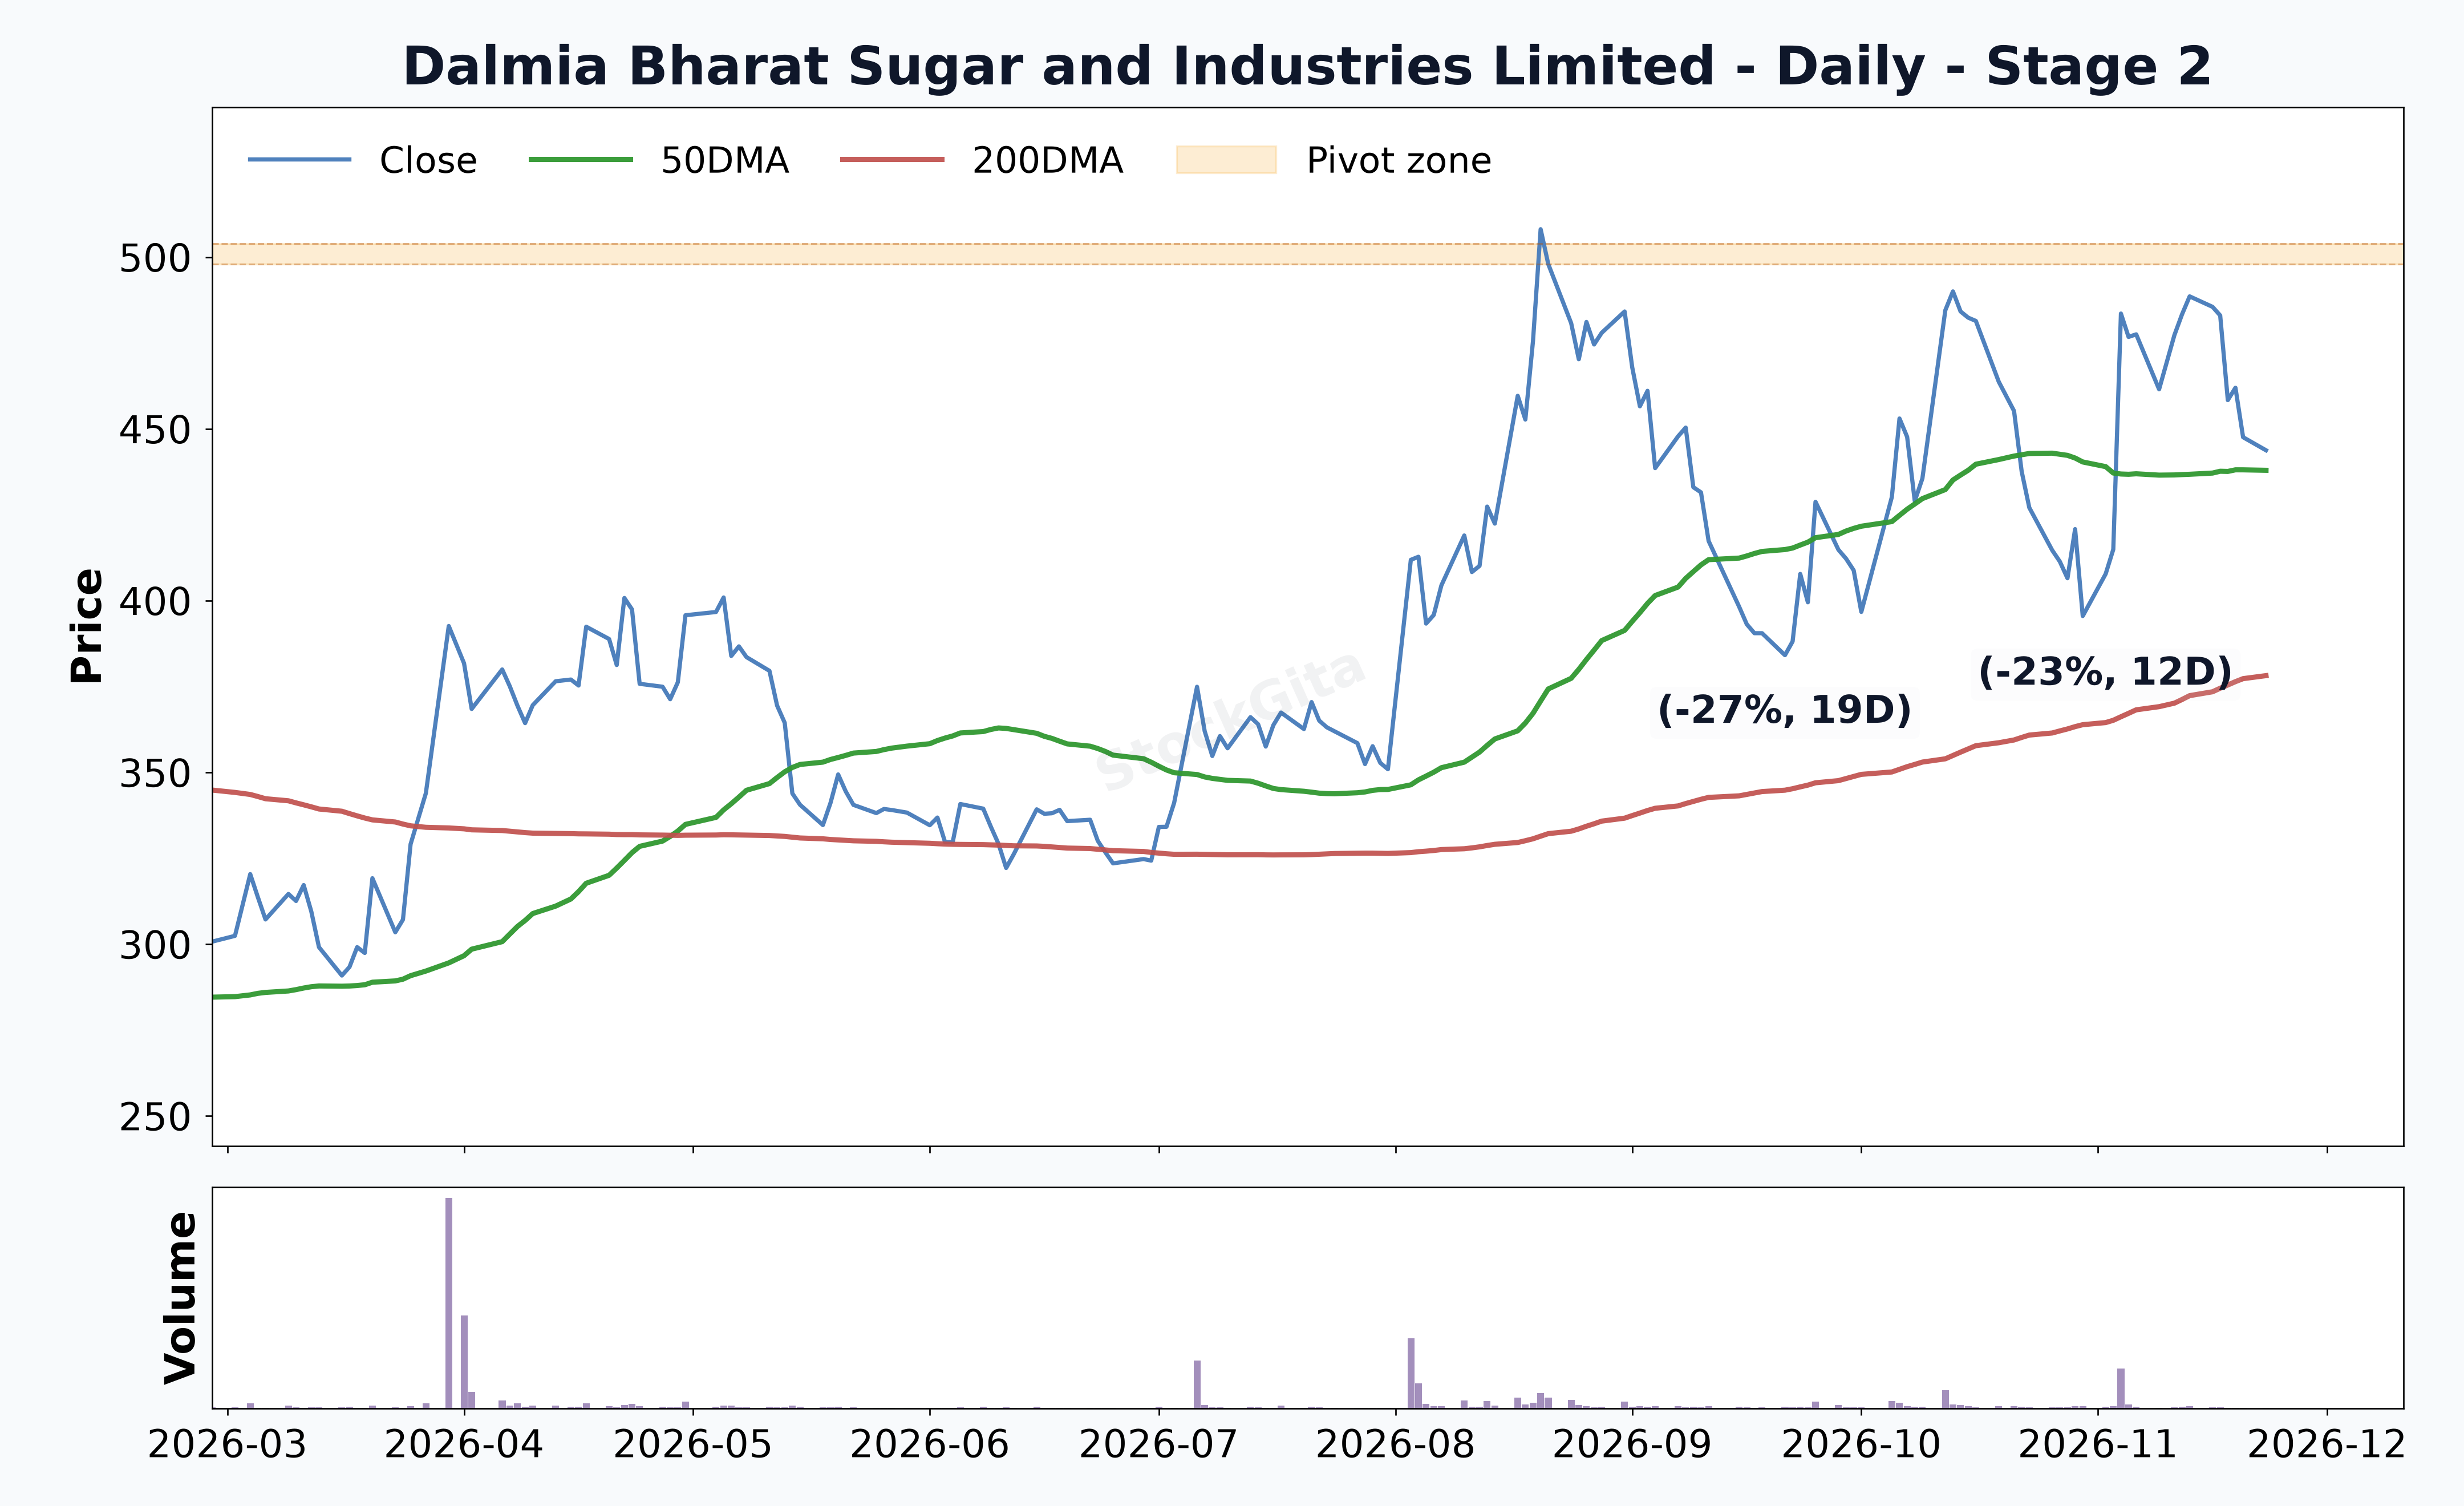 Dalmia Bharat Sugar and Industries Limited - Daily - Stage 2
Close 50DMA 200DMA Pivot zone
Price
500
450
400
350
300
250
StockGita
(-27%, 19D)
(-23%, 12D)
Volume
2026-03 2026-04 2026-05 2026-06 2026-07 2026-08 2026-09 2026-10 2026-11 2026-12